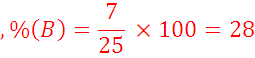 , %(B) = 7/25 × 100 = 28